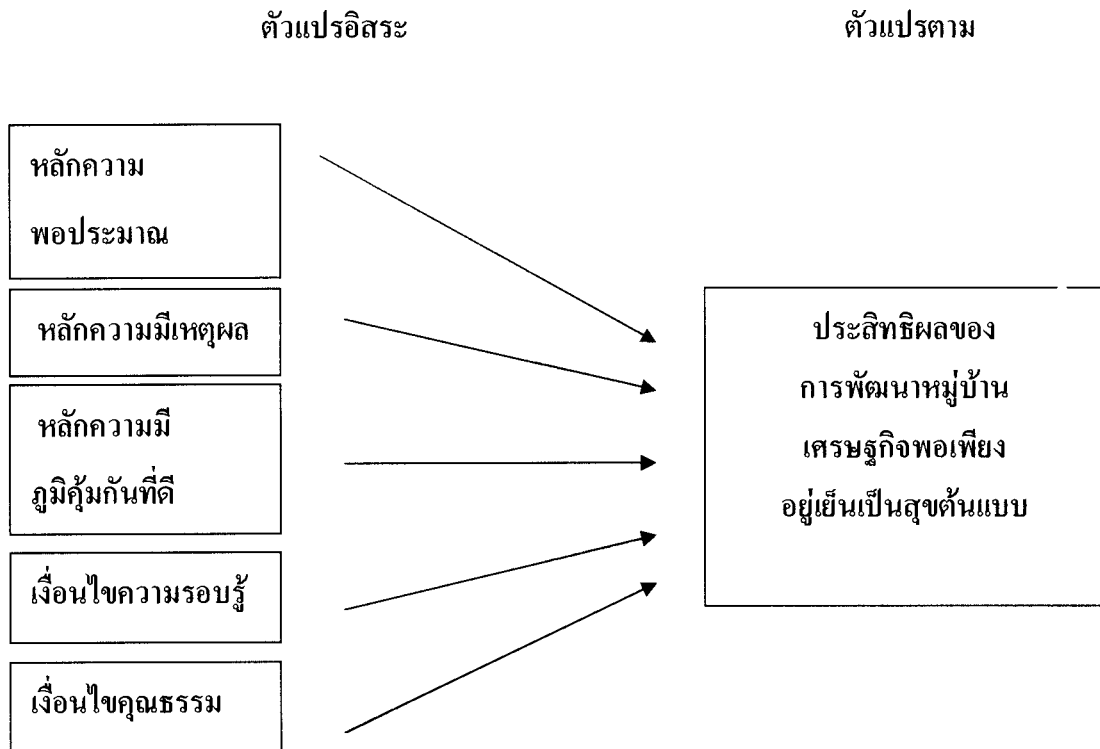 ตัวแปรอิสระ
ตัวแปรตาม
หลักความ
พอประมาณ
หลักความมีเหตุผล
หลักความมี
ภูมิคุ้มกันที่ดี
เงื่อนไขความรอบรู้
เงื่อนไขคุณธรรม
ประสิทธิผลของ
การพัฒนาหมู่บ้าน
เศรษฐกิจพอเพียง
อยู่เย็นเป็นสุขต้นแบบ